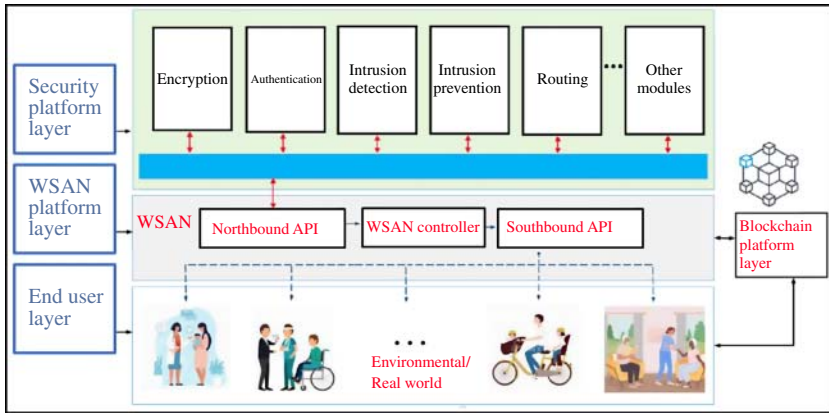 Security
platform
layer
WSAN
platform
layer
End user
layer
Encryption
Authentication
Intrusion
detection
Intrusion
prevention
Routing
...
Other
modules
WSAN
Northbound API
WSAN controller
Southbound API
Blockchain
platform
layer
...
Environmental/
Real world